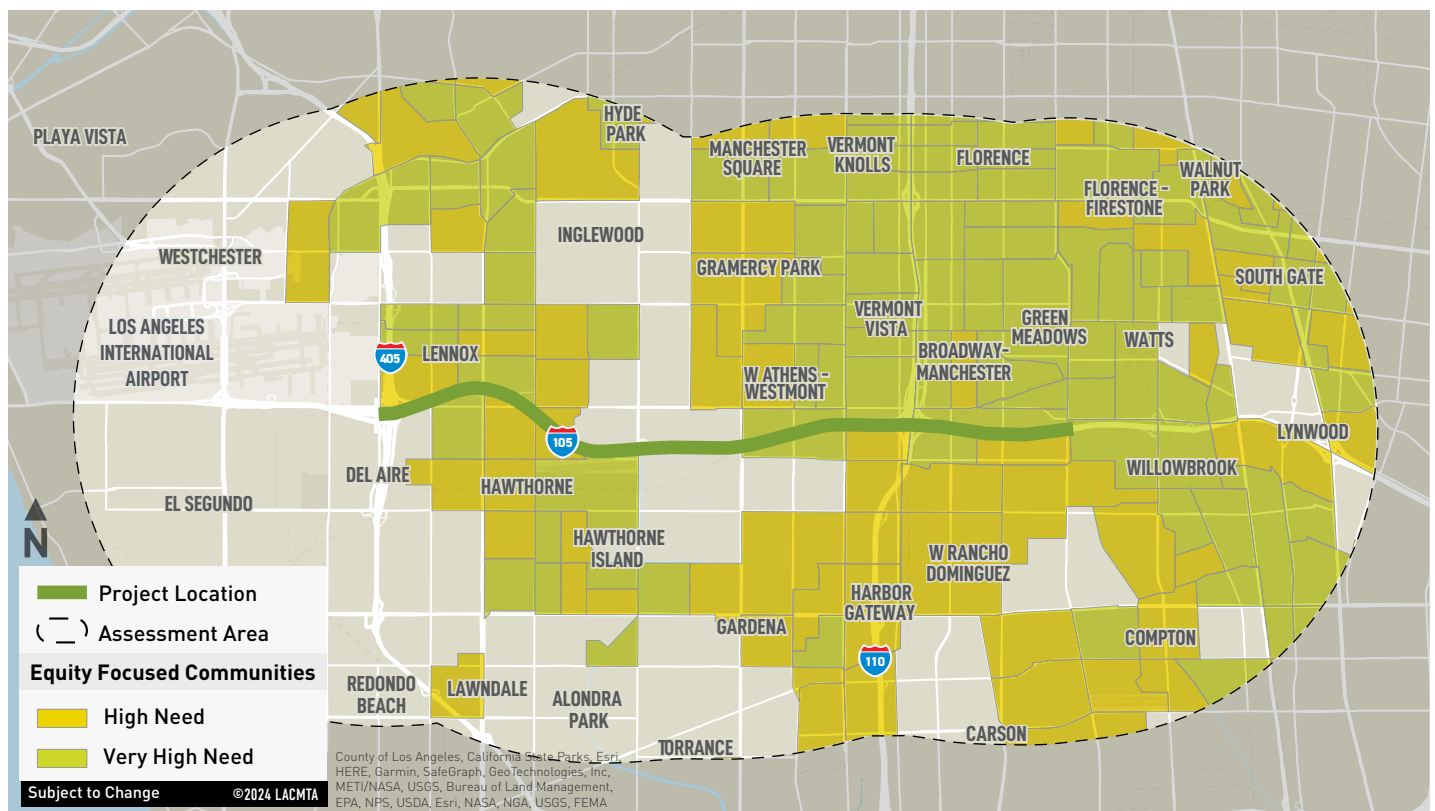 PLAYA VISTA
HYDE
PARK
MANCHESTER
SQUARE
VERMONT
KNOLLS
FLORENCE
WALNUT
PARK
FLORENCE -
FIRESTONE
WESTCHESTER
INGLEWOOD
GRAMERCY PARK
SOUTH GATE
LOS ANGELES
INTERNATIONAL
AIRPORT
405
LENNOX
VERMONT
VISTA
GREEN
MEADOWS
WATTS
BROADWAY-
MANCHESTER
W ATHENS -
WESTMONT
105
LYNWOOD
DEL AIRE
HAWTHORNE
WILLOWBROOK
EL SEGUNDO
N
HAWTHORNE
ISLAND
W RANCHO
DOMINGUEZ
HARBOR
GATEWAY
GARDENA
COMPTON
110
REDONDO
BEACH
LAWNDALE
ALONDRA
PARK
CARSON
TORRANCE
Project Location
Assessment Area
Equity Focused Communities
High Need
Very High Need
Subject to Change ©2024 LACMTA
County of Los Angeles, California State Parks, Esri,
HERE, Garmin, SafeGraph, GeoTechnologies, Inc,
METI/NASA, USGS, Bureau of Land Management,
EPA, NPS, USDA, Esri, NASA, NGA, USGS, FEMA